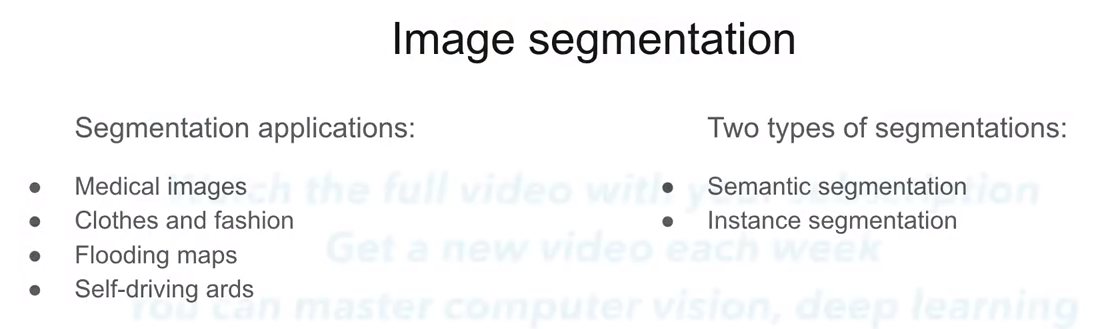 Image segmentation
Segmentation applications:
● Medical images
● Clothes and fashion
● Flooding maps
● Self-driving ards
Two types of segmentations:
● Semantic segmentation
● Instance segmentation
Watch the full video with your subscription
Get a new video each week
You can master computer vision, deep learning